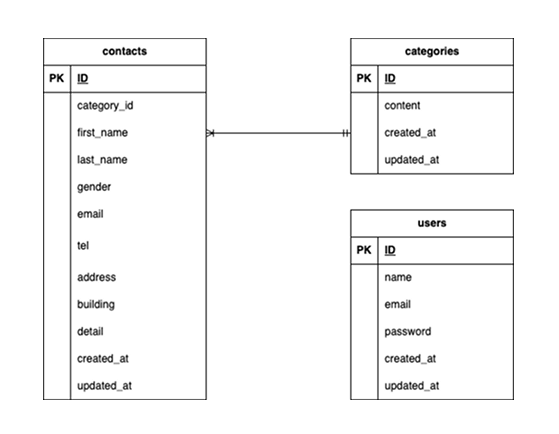 contacts
PK ID
category_id
first_name
last_name
gender
email
tel
address
building
detail
created_at
updated_at
categories
PK ID
content
created_at
updated_at
users
PK ID
name
email
password
created_at
updated_at